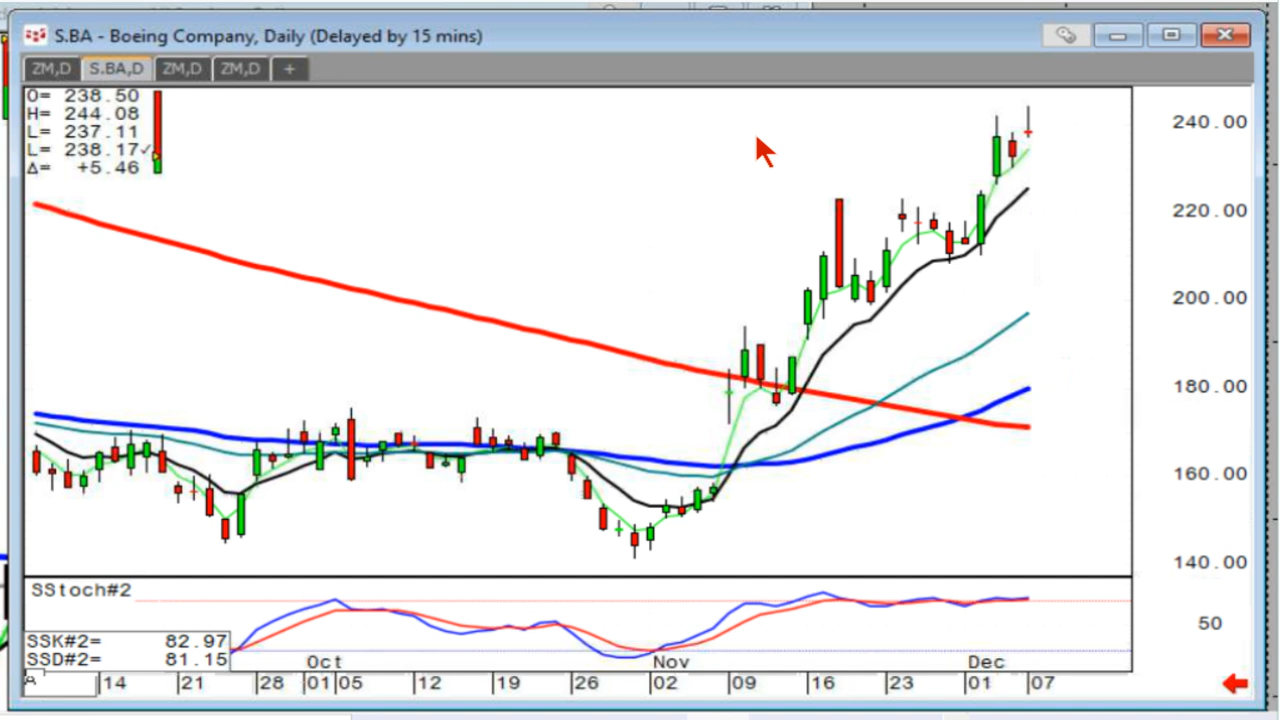 S.BA - Boeing Company, Daily (Delayed by 15 mins)
ZM,D S.BA,D ZM,D ZM,D +
O= 238.50
H= 244.08
L= 237.11
L= 238.17✓
Δ= +5.46
240.00
220.00
200.00
180.00
160.00
140.00
SStoch#2
50
SSK#2= 82.97
SSD#2= 81.15
Oct Nov Dec
A 14 21 28 01 05 12 19 26 02 09 16 23 01 07